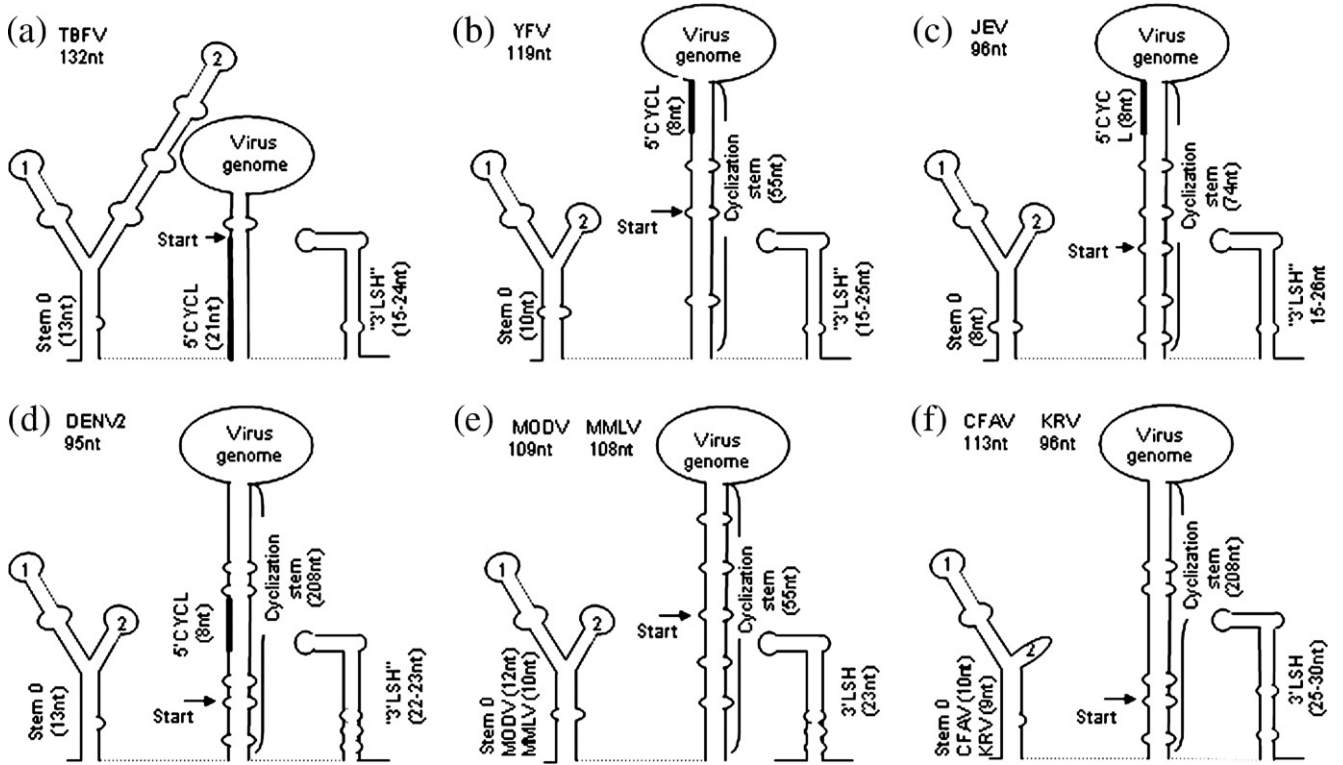 (a) TBFV
132nt
2
1
Virus
genome
Start
Stem 0
(13nt)
5'CYCL
(21nt)
"3'LSH"
(15-24nt)
(b) YFV
119nt
Virus
genome
5'CYCL
(8nt)
Cyclization
stem
(55nt)
1
2
Start
Stem 0
(10nt)
"3'LSH"
(15-25nt)
(c) JEV
96nt
Virus
genome
5'CYC
L (8nt)
Cyclization
stem
(74nt)
1
2
Start
Stem 0
(8nt)
"3'LSH"
15-26nt
(d) DENV2
95nt
Virus
genome
Cyclization
stem
(208nt)
1
2
5'CYCL
(8nt)
Start
Stem 0
(13nt)
"3'LSH"
(22-23nt)
(e) MODV MMLV
109nt 108nt
Virus
genome
Cyclization
stem
(55nt)
1
2
Start
Stem 0
MODV (12nt)
MMLV (10nt)
3'LSH
(23nt)
(f) CFAV KRV
113nt 96nt
Virus
genome
Cyclization
stem
(208nt)
1
2
Start
Stem 0
CFAV (10nt)
KRV (9nt)
3'LSH
(25-30nt)